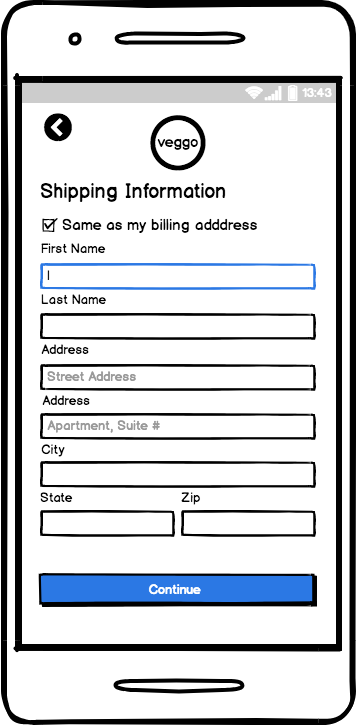 13:43
veggo
Shipping Information
Same as my billing adddress
First Name
Last Name
Address
Street Address
Address
Apartment, Suite #
City
State Zip
Continue